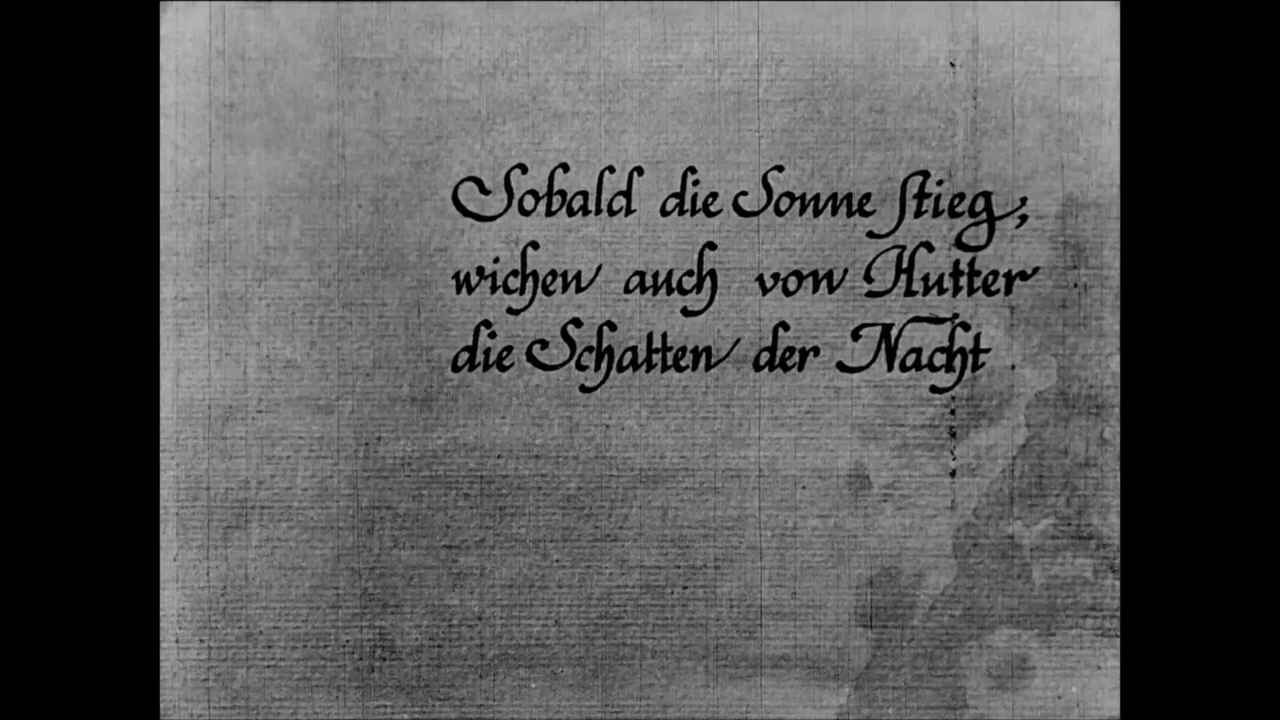 Sobald die Sonne stieg,
wichen auch von Hutter
die Schatten der Nacht.